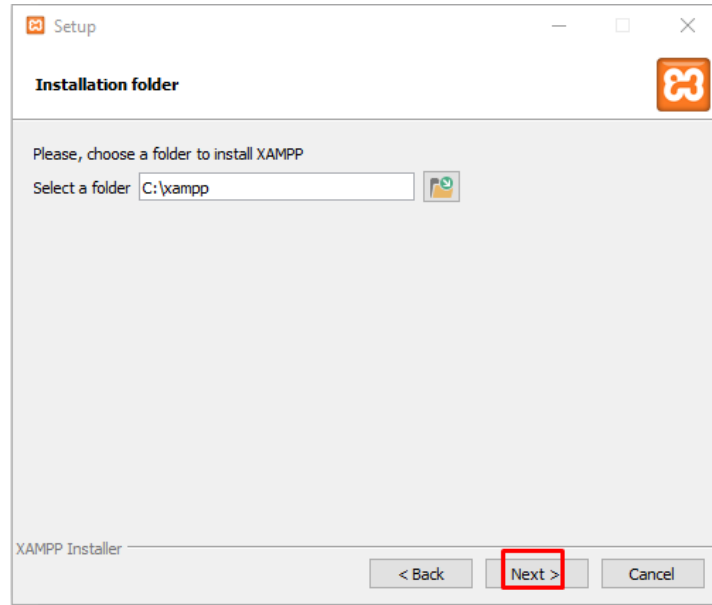 Setup
Installation folder
Please, choose a folder to install XAMPP
Select a folder C:\xampp
XAMPP Installer
< Back Next > Cancel